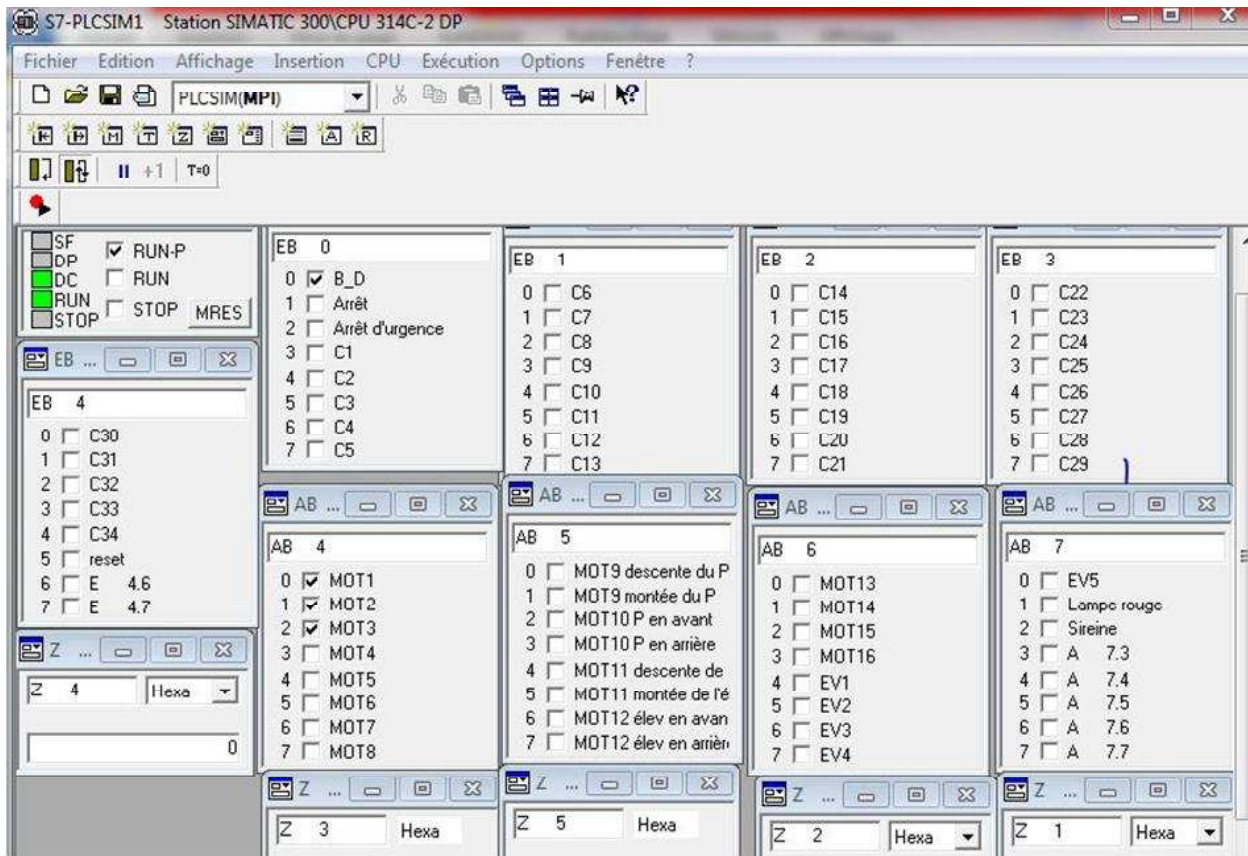 S7-PLCSIM1 Station SIMATIC 300\CPU 314C-2 DP
Fichier Edition Affichage Insertion CPU Exécution Options Fenêtre ?
PLCSIM(MPI)
+1 T=0
SF
DP
DC
RUN
STOP
RUN-P
RUN
STOP MRES
EB 0
0 B_D
1 Arrêt
2 Arrêt d'urgence
3 C1
4 C2
5 C3
6 C4
7 C5
EB 1
0 C6
1 C7
2 C8
3 C9
4 C10
5 C11
6 C12
7 C13
EB 2
0 C14
1 C15
2 C16
3 C17
4 C18
5 C19
6 C20
7 C21
EB 3
0 C22
1 C23
2 C24
3 C25
4 C26
5 C27
6 C28
7 C29
EB ...
EB 4
0 C30
1 C31
2 C32
3 C33
4 C34
5 reset
6 E 4.6
7 E 4.7
AB ...
AB 4
0 MOT1
1 MOT2
2 MOT3
3 MOT4
4 MOT5
5 MOT6
6 MOT7
7 MOT8
AB ...
AB 5
0 MOT9 descente du P
1 MOT9 montée du P
2 MOT10 P en avant
3 MOT10 P en arrière
4 MOT11 descente de
5 MOT11 montée de l'é
6 MOT12 élev en avan
7 MOT12 élev en arrièr
AB ...
AB 6
0 MOT13
1 MOT14
2 MOT15
3 MOT16
4 EV1
5 EV2
6 EV3
7 EV4
AB ...
AB 7
0 EV5
1 Lampe rouge
2 Sireine
3 A 7.3
4 A 7.4
5 A 7.5
6 A 7.6
7 A 7.7
Z ...
Z 4 Hexa
0
Z ...
Z 3 Hexa
Z ...
Z 5 Hexa
Z ...
Z 2 Hexa
Z ...
Z 1 Hexa